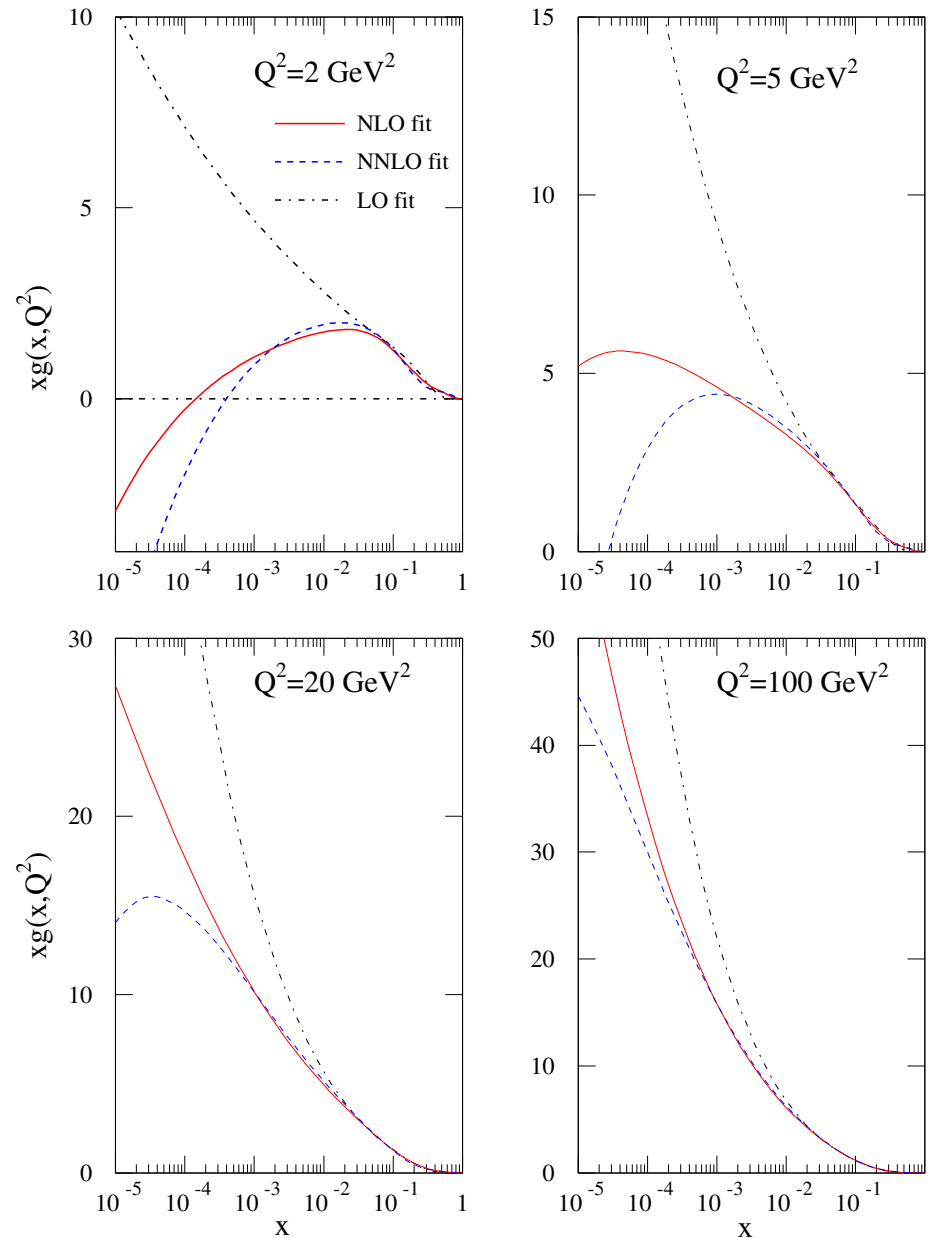 Q²=2 GeV²
NLO fit
NNLO fit
LO fit
10
5
0
xg(x,Q²)
10⁻⁵ 10⁻⁴ 10⁻³ 10⁻² 10⁻¹ 1
Q²=5 GeV²
15
10
5
0
10⁻⁵ 10⁻⁴ 10⁻³ 10⁻² 10⁻¹
Q²=20 GeV²
30
20
10
0
xg(x,Q²)
10⁻⁵ 10⁻⁴ 10⁻³ 10⁻² 10⁻¹ 1
x
Q²=100 GeV²
50
40
30
20
10
0
10⁻⁵ 10⁻⁴ 10⁻³ 10⁻² 10⁻¹
x